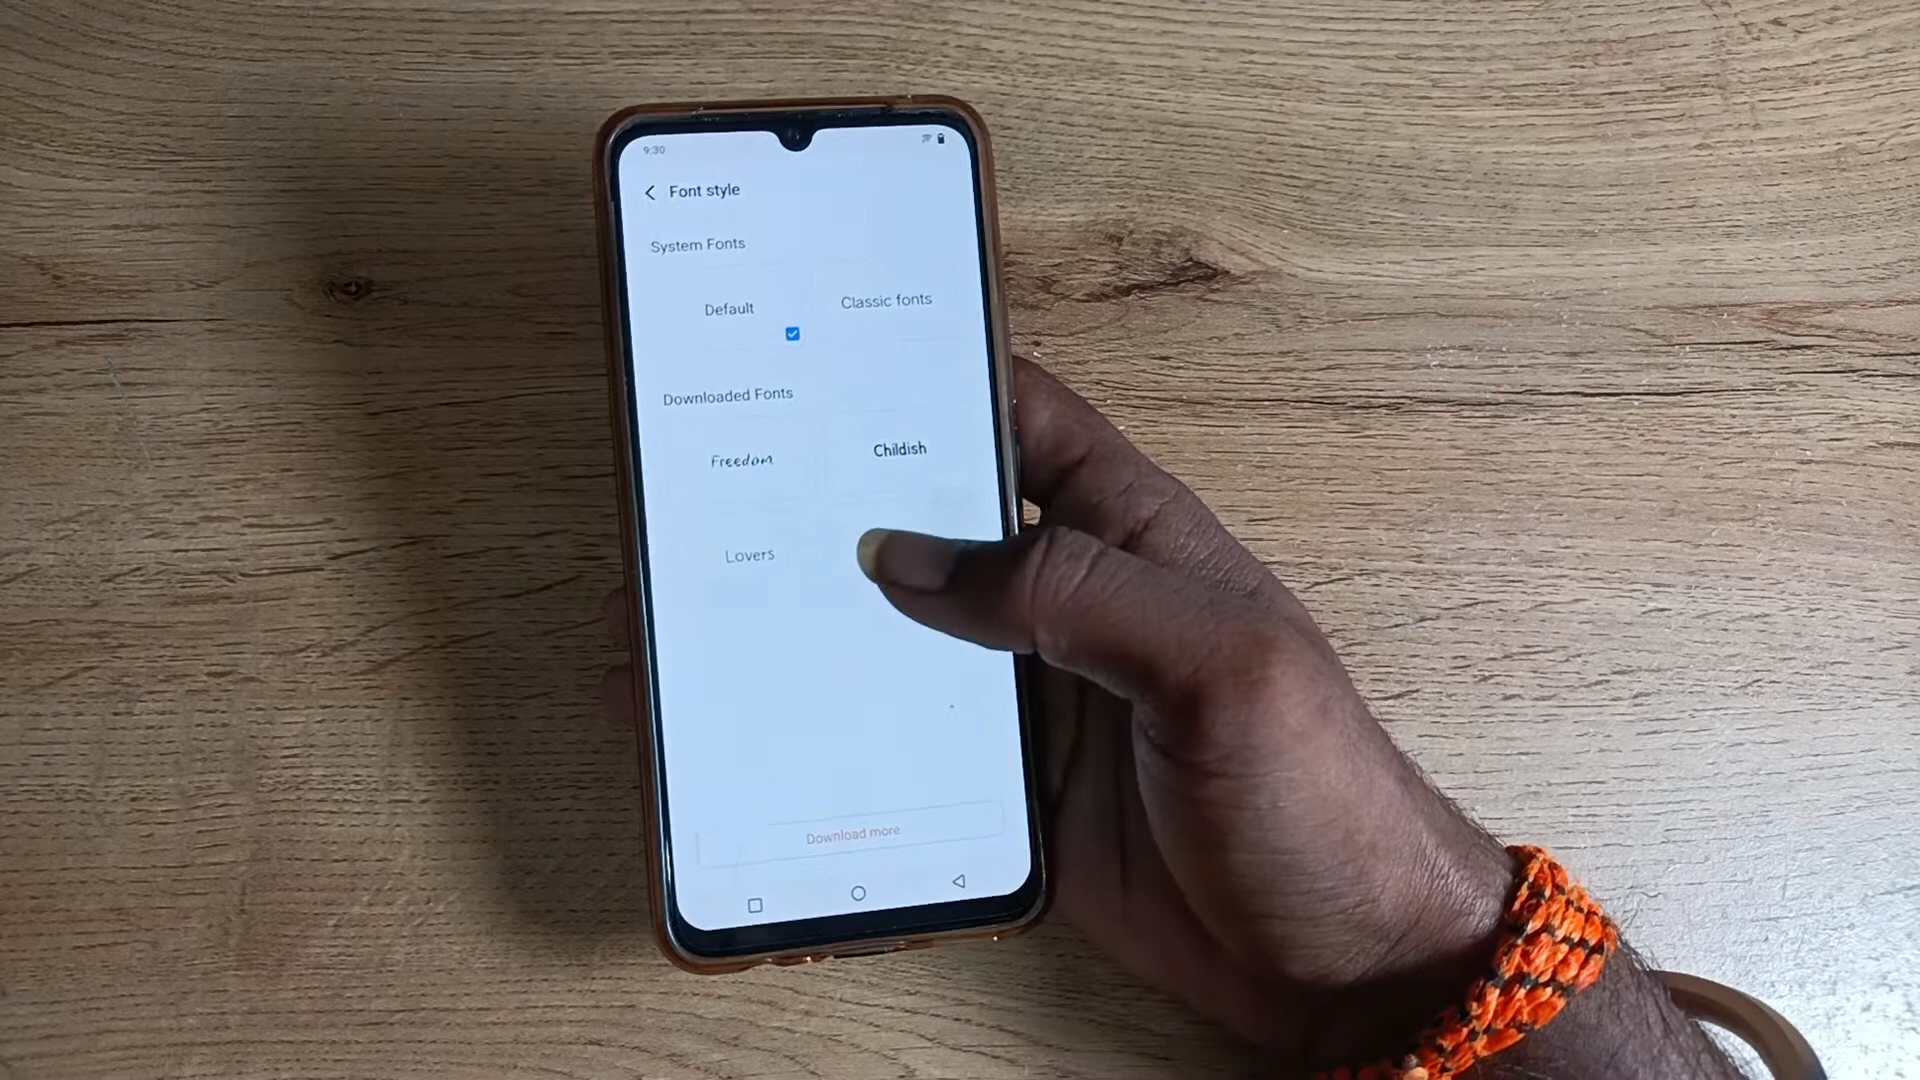 9:30
Font style
System Fonts
Default
Classic fonts
Downloaded Fonts
Freedom
Childish
Lovers
Download more